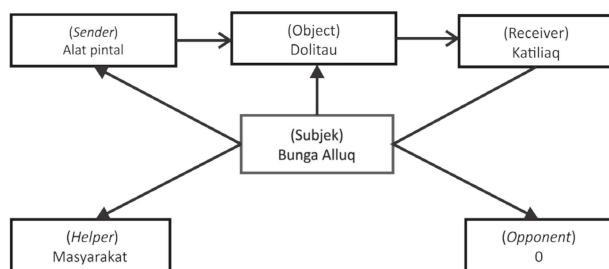 (Sender)
Alat pintal
(Object)
Dolitau
(Receiver)
Katiliaq
(Subjek)
Bunga Alluq
(Helper)
Masyarakat
(Opponent)
0